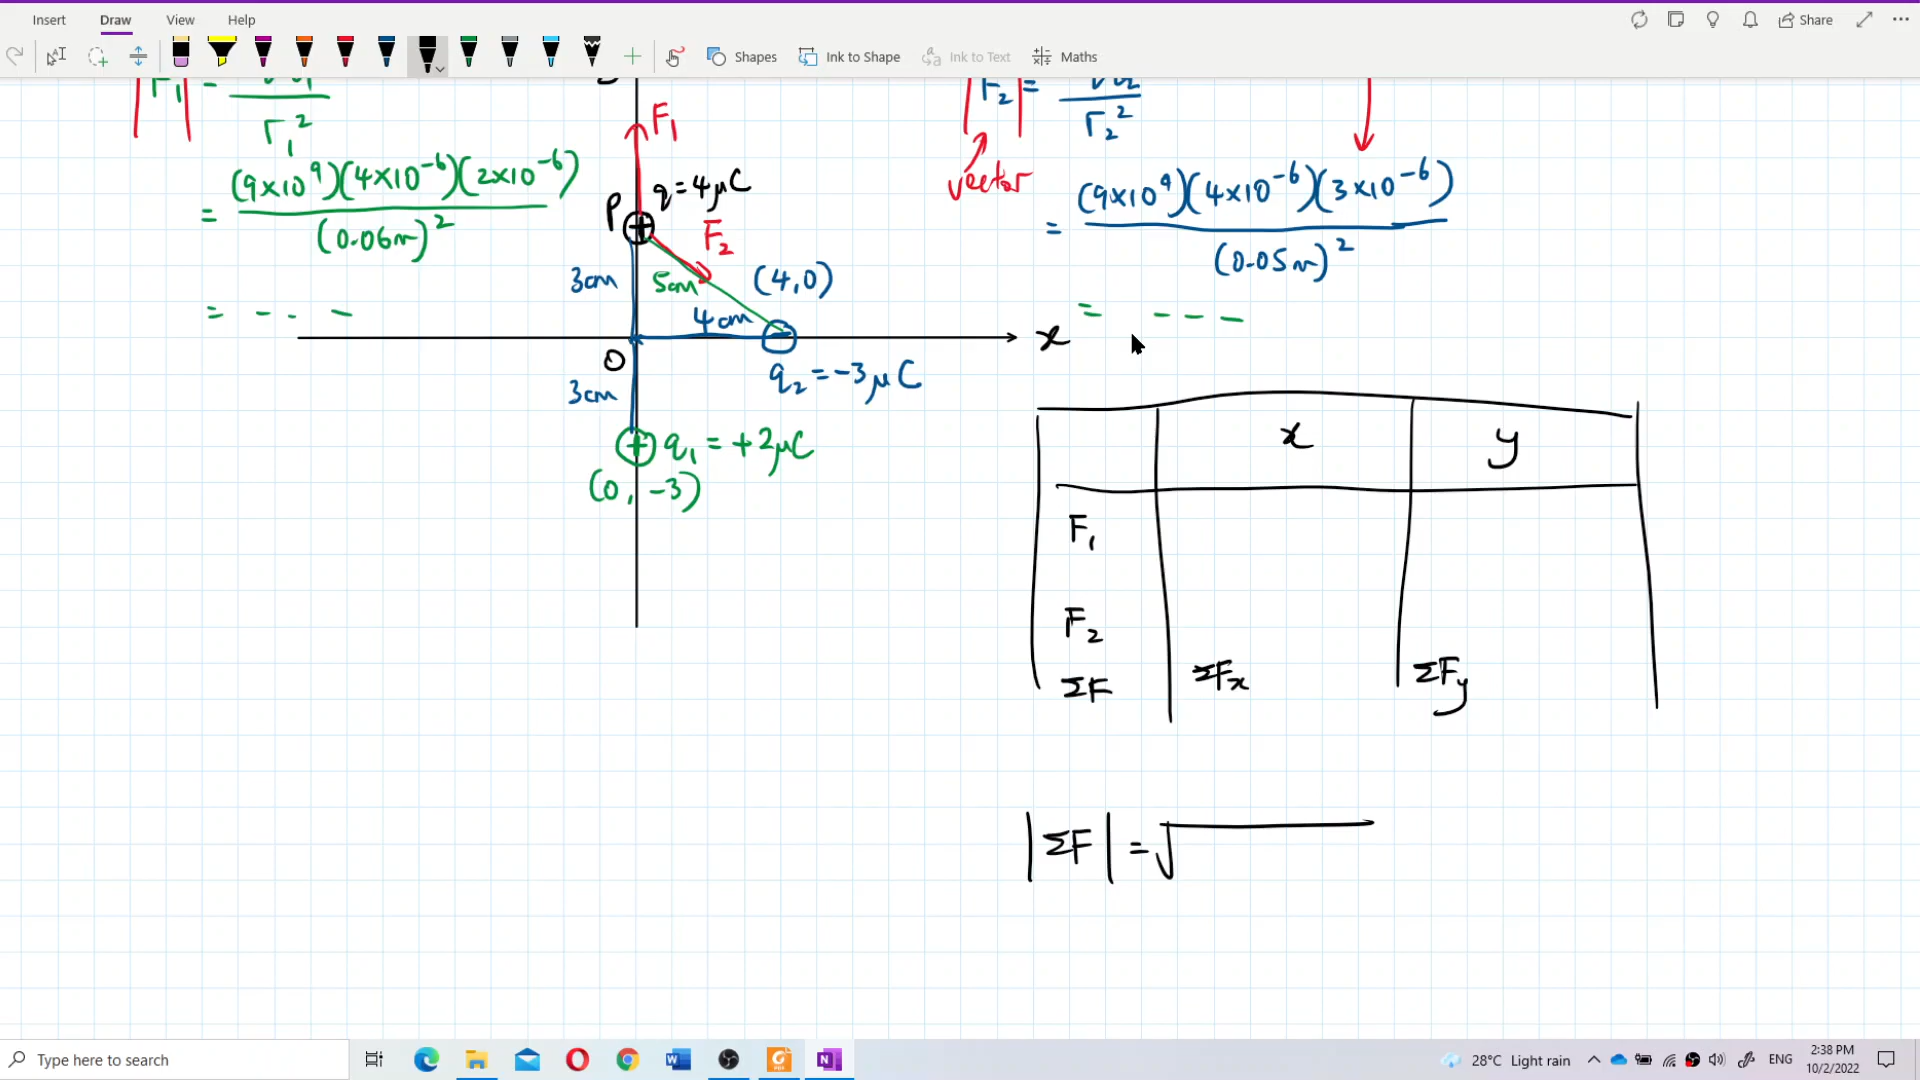 Insert Draw View Help
Share
Shapes Ink to Shape Ink to Text Maths
|F₁| =
r₁²
= (9×10⁹)(4×10⁻⁶)(2×10⁻⁶)
(0.06m)²
= - - -
F₁
P q = 4μC
F₂
3cm 5cm (4,0)
4cm
x
O
q₂ = -3μC
3cm
q₁ = +2μC
(0, -3)
|F₂| =
r₂²
vector
= (9×10⁹)(4×10⁻⁶)(3×10⁻⁶)
(0.05m)²
= - - -
x y
F₁
F₂
ΣF ΣFx ΣFy
|ΣF| = √
Type here to search
28°C Light rain
ENG
2:38 PM
10/2/2022